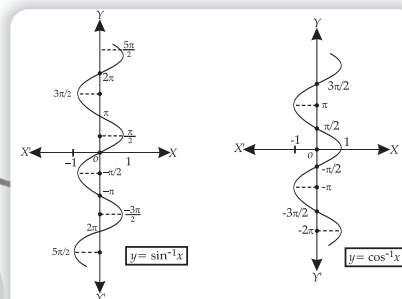 Y
5π/2
2π
3π/2
π
π/2
X' −1 o 1 X
−π/2
−π
−3π/2
2π
5π/2
y= sin⁻¹x
Y'
Y
3π/2
π
π/2
X' -1 o 1 X
-π/2
-π
-3π/2
-2π
y= cos⁻¹x
Y'